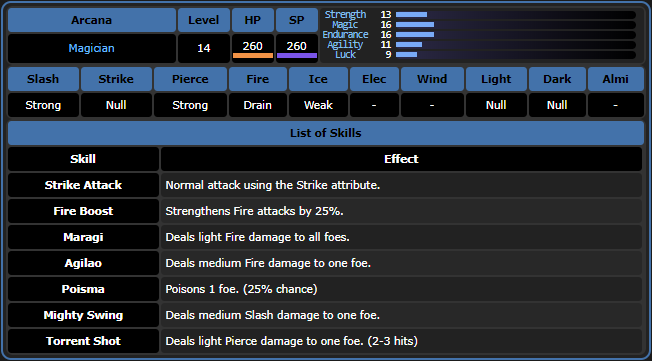 Arcana Level HP SP
Magician 14 260 260
Strength 13
Magic 16
Endurance 16
Agility 11
Luck 9
Slash Strike Pierce Fire Ice Elec Wind Light Dark Almi
Strong Null Strong Drain Weak - - Null Null -
List of Skills
Skill Effect
Strike Attack Normal attack using the Strike attribute.
Fire Boost Strengthens Fire attacks by 25%.
Maragi Deals light Fire damage to all foes.
Agilao Deals medium Fire damage to one foe.
Poisma Poisons 1 foe. (25% chance)
Mighty Swing Deals medium Slash damage to one foe.
Torrent Shot Deals light Pierce damage to one foe. (2-3 hits)